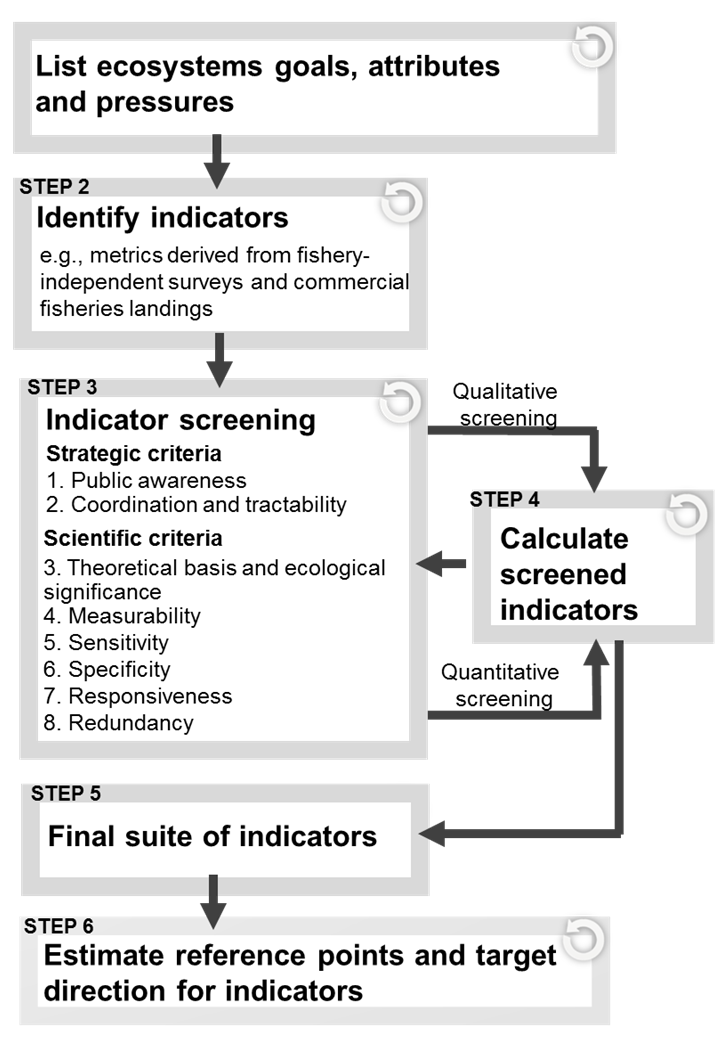 List ecosystems goals, attributes
and pressures
STEP 2
Identify indicators
e.g., metrics derived from fishery-
independent surveys and commercial
fisheries landings
STEP 3
Indicator screening
Strategic criteria
1. Public awareness
2. Coordination and tractability
Scientific criteria
3. Theoretical basis and ecological
significance
4. Measurability
5. Sensitivity
6. Specificity
7. Responsiveness
8. Redundancy
Qualitative
screening
STEP 4
Calculate
screened
indicators
Quantitative
screening
STEP 5
Final suite of indicators
STEP 6
Estimate reference points and target
direction for indicators